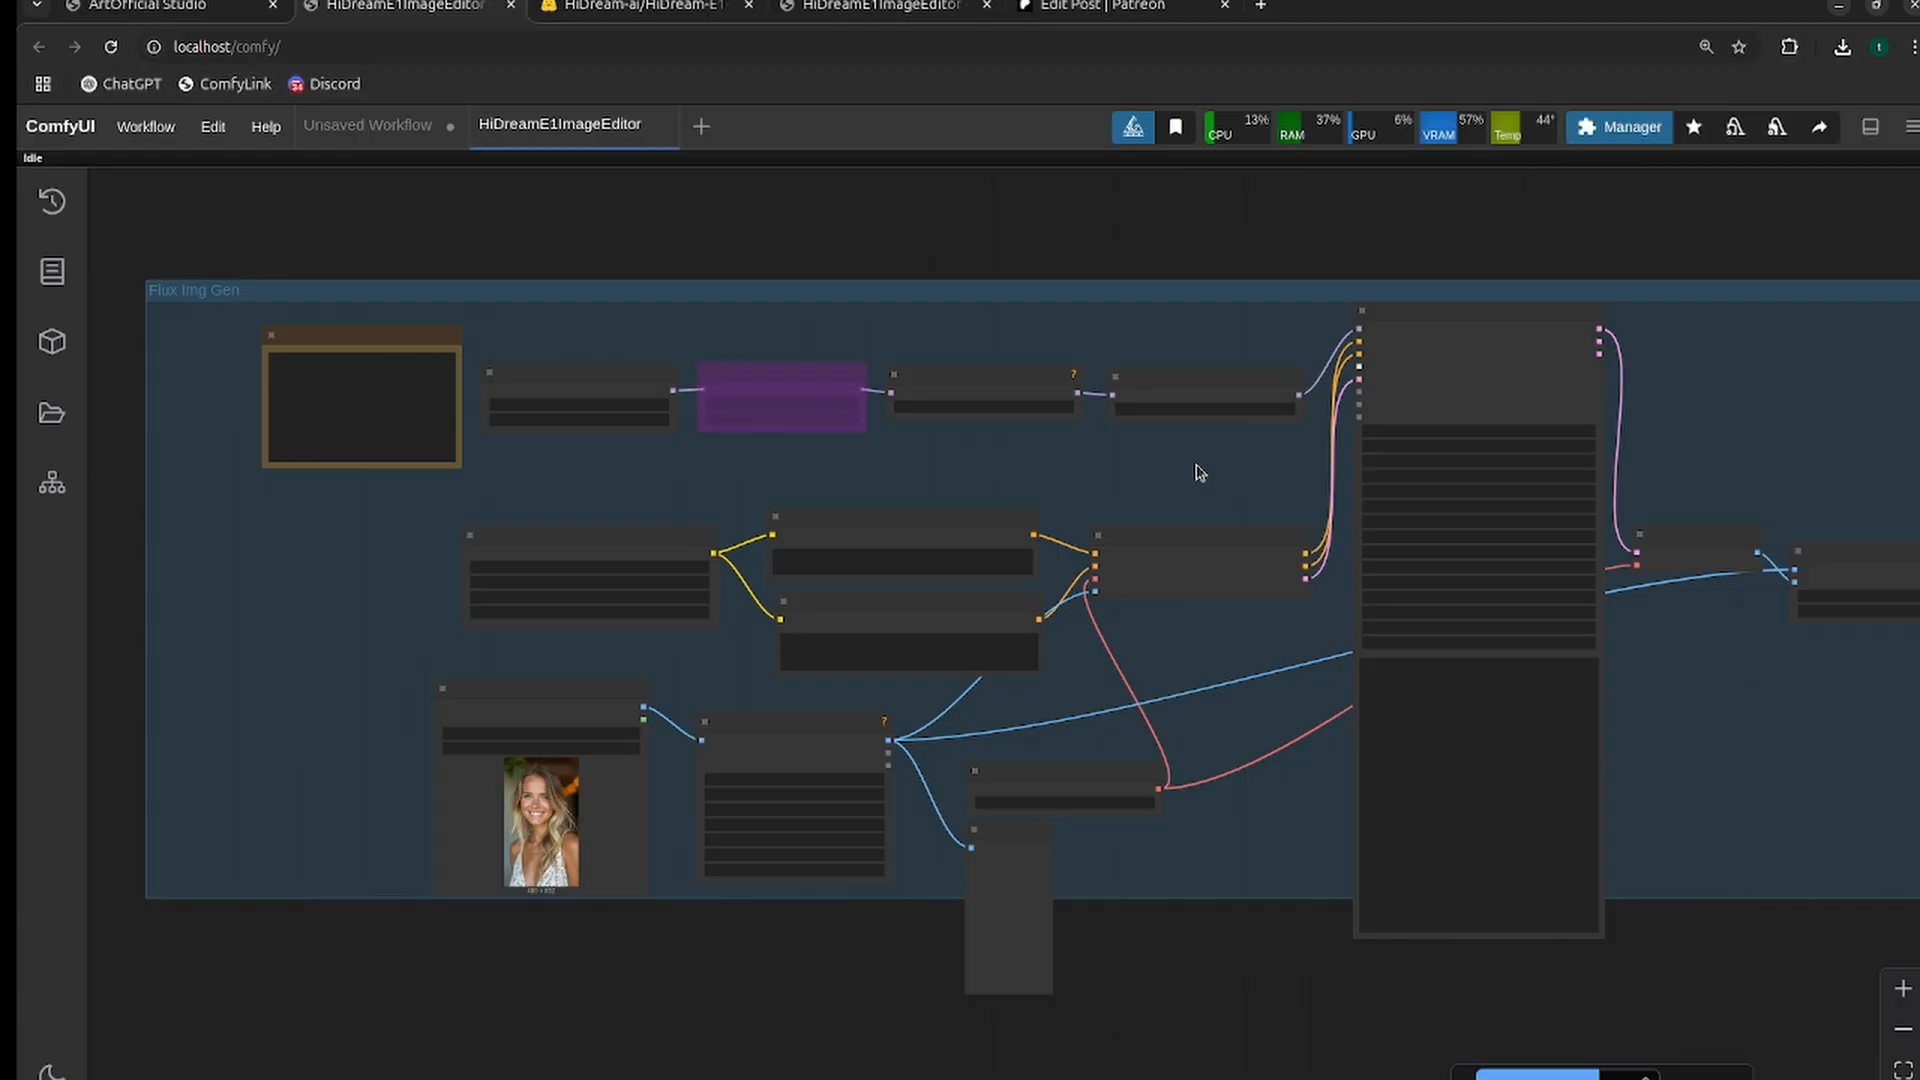 ArtOfficial Studio
HiDreamE1ImageEditor
HiDream-ai/HiDream-E1
HiDreamE1ImageEditor
Edit Post | Patreon
localhost/comfy/
t
ChatGPT
ComfyLink
Discord
ComfyUI
Workflow
Edit
Help
Unsaved Workflow
HiDreamE1ImageEditor
CPU 13%
RAM 37%
GPU 6%
VRAM 57%
Temp 44°
Manager
Idle
Flux Img Gen
?
?